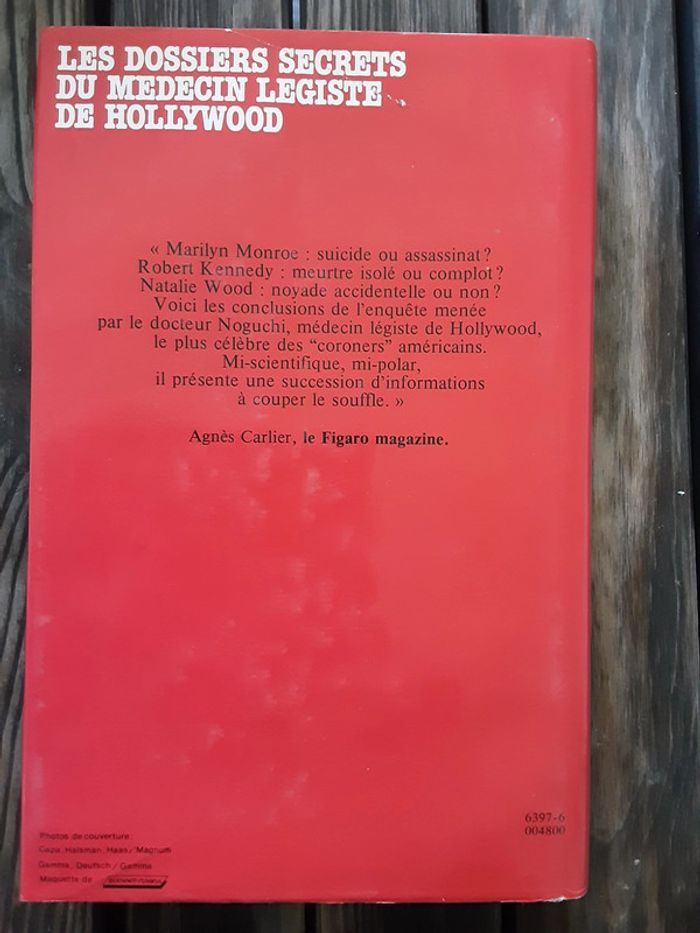 LES DOSSIERS SECRETS
DU MEDECIN LEGISTE
DE HOLLYWOOD
« Marilyn Monroe : suicide ou assassinat ?
Robert Kennedy : meurtre isolé ou complot ?
Natalie Wood : noyade accidentelle ou non ?
Voici les conclusions de l'enquête menée
par le docteur Noguchi, médecin légiste de Hollywood,
le plus célèbre des "coroners" américains.
Mi-scientifique, mi-polar,
il présente une succession d'informations
à couper le souffle. »
Agnès Carlier, le Figaro magazine.
6397-6
004800
Photos de couverture :
Capa, Halsman, Haas/Magnum
Gamma, Deutsch/Gamma
Maquette de